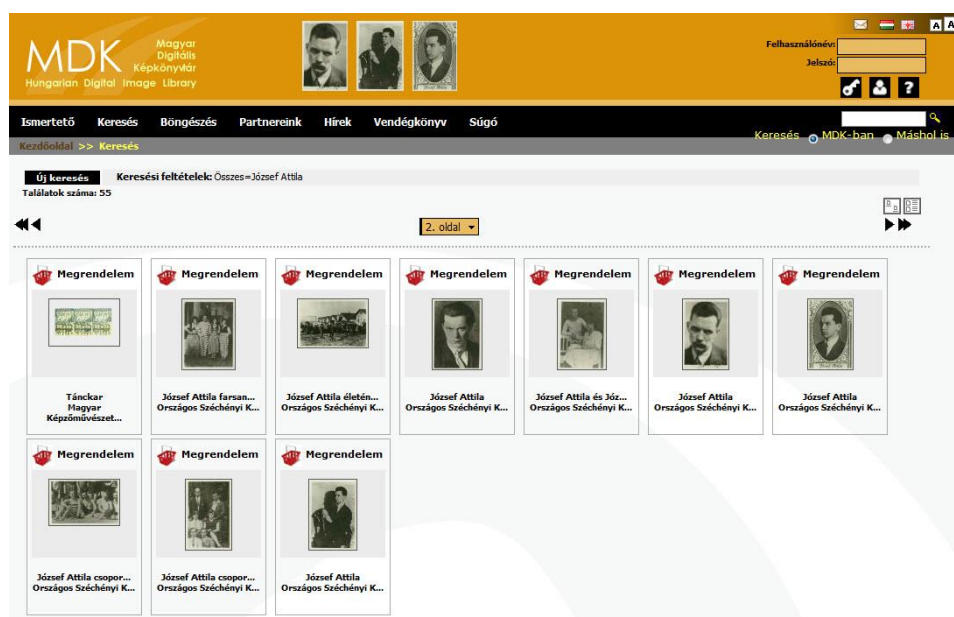 MDK Magyar
Digitális
Képkönyvtár
Hungarian Digital Image Library
Felhasználónév:
Jelszó:
?
A A
Ismertető Keresés Böngészés Partnereink Hírek Vendégkönyv Súgó
Keresés MDK-ban Máshol is
Kezdőoldal >> Keresés
Új keresés Keresési feltételek: Összes=József Attila
Találatok száma: 55
2. oldal
Megrendelem Megrendelem Megrendelem Megrendelem Megrendelem Megrendelem Megrendelem
Tánckar
Magyar
Képzőművészet...
József Attila farsan...
Országos Széchényi K...
József Attila életén...
Országos Széchényi K...
József Attila
Országos Széchényi K...
József Attila és Józ...
Országos Széchényi K...
József Attila
Országos Széchényi K...
József Attila
Országos Széchényi K...
Megrendelem Megrendelem Megrendelem
József Attila csopor...
Országos Széchényi K...
József Attila csopor...
Országos Széchényi K...
József Attila
Országos Széchényi K...